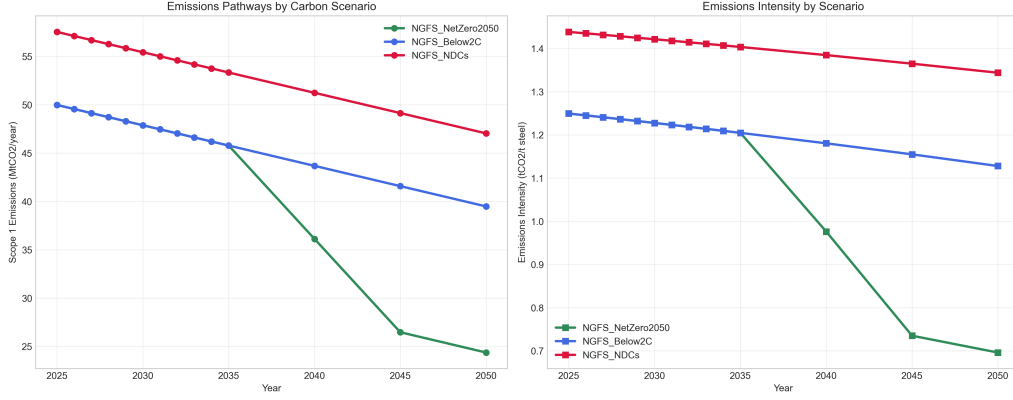 Emissions Pathways by Carbon Scenario
Scope 1 Emissions (MtCO2/year)
55
50
45
40
35
30
25
2025
2030
2035
2040
2045
2050
Year
NGFS_NetZero2050
NGFS_Below2C
NGFS_NDCs
Emissions Intensity by Scenario
Emissions Intensity (tCO2/t steel)
1.4
1.3
1.2
1.1
1.0
0.9
0.8
0.7
NGFS_NetZero2050
NGFS_Below2C
NGFS_NDCs
2025
2030
2035
2040
2045
2050
Year